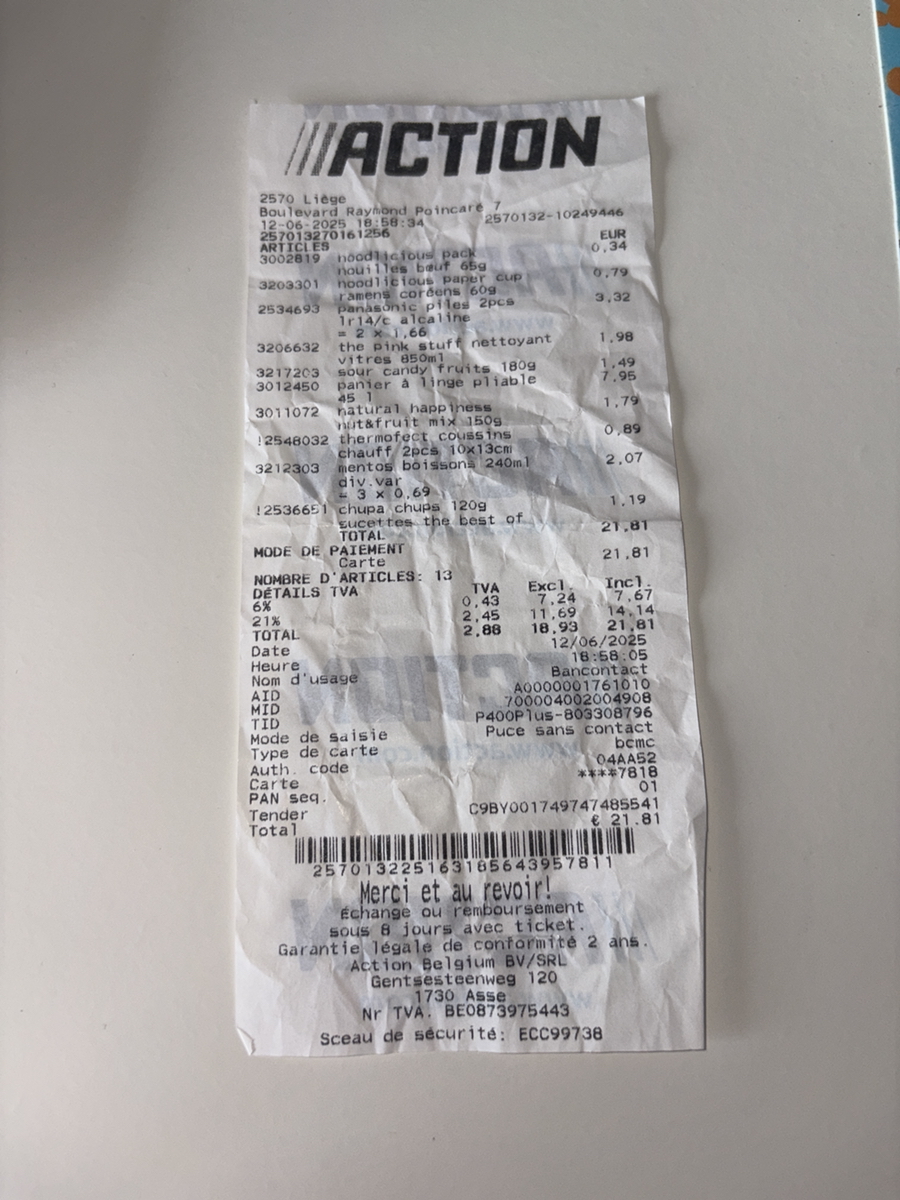 ACTION
2570 Liège
Boulevard Raymond Poincaré 7
12-06-2025 18:58:34 2570132-10249446
257013270161256
ARTICLES EUR
3002819 noodlicious pack 0,34
nouilles bœuf 65g
3203301 noodlicious paper cup 0,79
ramens coréens 60g
2534693 panasonic piles 2pcs 3,32
lr14/c alcaline
= 2 x 1,66
3206632 the pink stuff nettoyant 1,98
vitres 850ml
3217203 sour candy fruits 180g 1,49
3012450 panier à linge pliable 7,95
45 l
3011072 natural happiness 1,79
nut&fruit mix 150g
!2548032 thermofect coussins 0,89
chauff 2pcs 10x13cm
3212303 mentos boissons 240ml 2,07
div.var
= 3 x 0,69
!2536651 chupa chups 120g 1,19
sucettes the best of
TOTAL 21,81
MODE DE PAIEMENT
Carte 21,81
NOMBRE D'ARTICLES: 13
DÉTAILS TVA TVA Excl. Incl.
6% 0,43 7,24 7,67
21% 2,45 11,69 14,14
TOTAL 2,88 18,93 21,81
Date 12/06/2025
Heure 18:58:05
Nom d'usage Bancontact
AID A0000001761010
MID 700004002004908
TID P400Plus-803308796
Mode de saisie Puce sans contact
Type de carte bcmc
Auth. code 04AA52
Carte ****7818
PAN seq. 01
Tender C9BY001749747485541
Total € 21.81
257013225163185643957811
Merci et au revoir!
Échange ou remboursement
sous 8 jours avec ticket.
Garantie légale de conformité 2 ans.
Action Belgium BV/SRL
Gentsesteenweg 120
1730 Asse
Nr TVA. BE0873975443
Sceau de sécurité: ECC99738